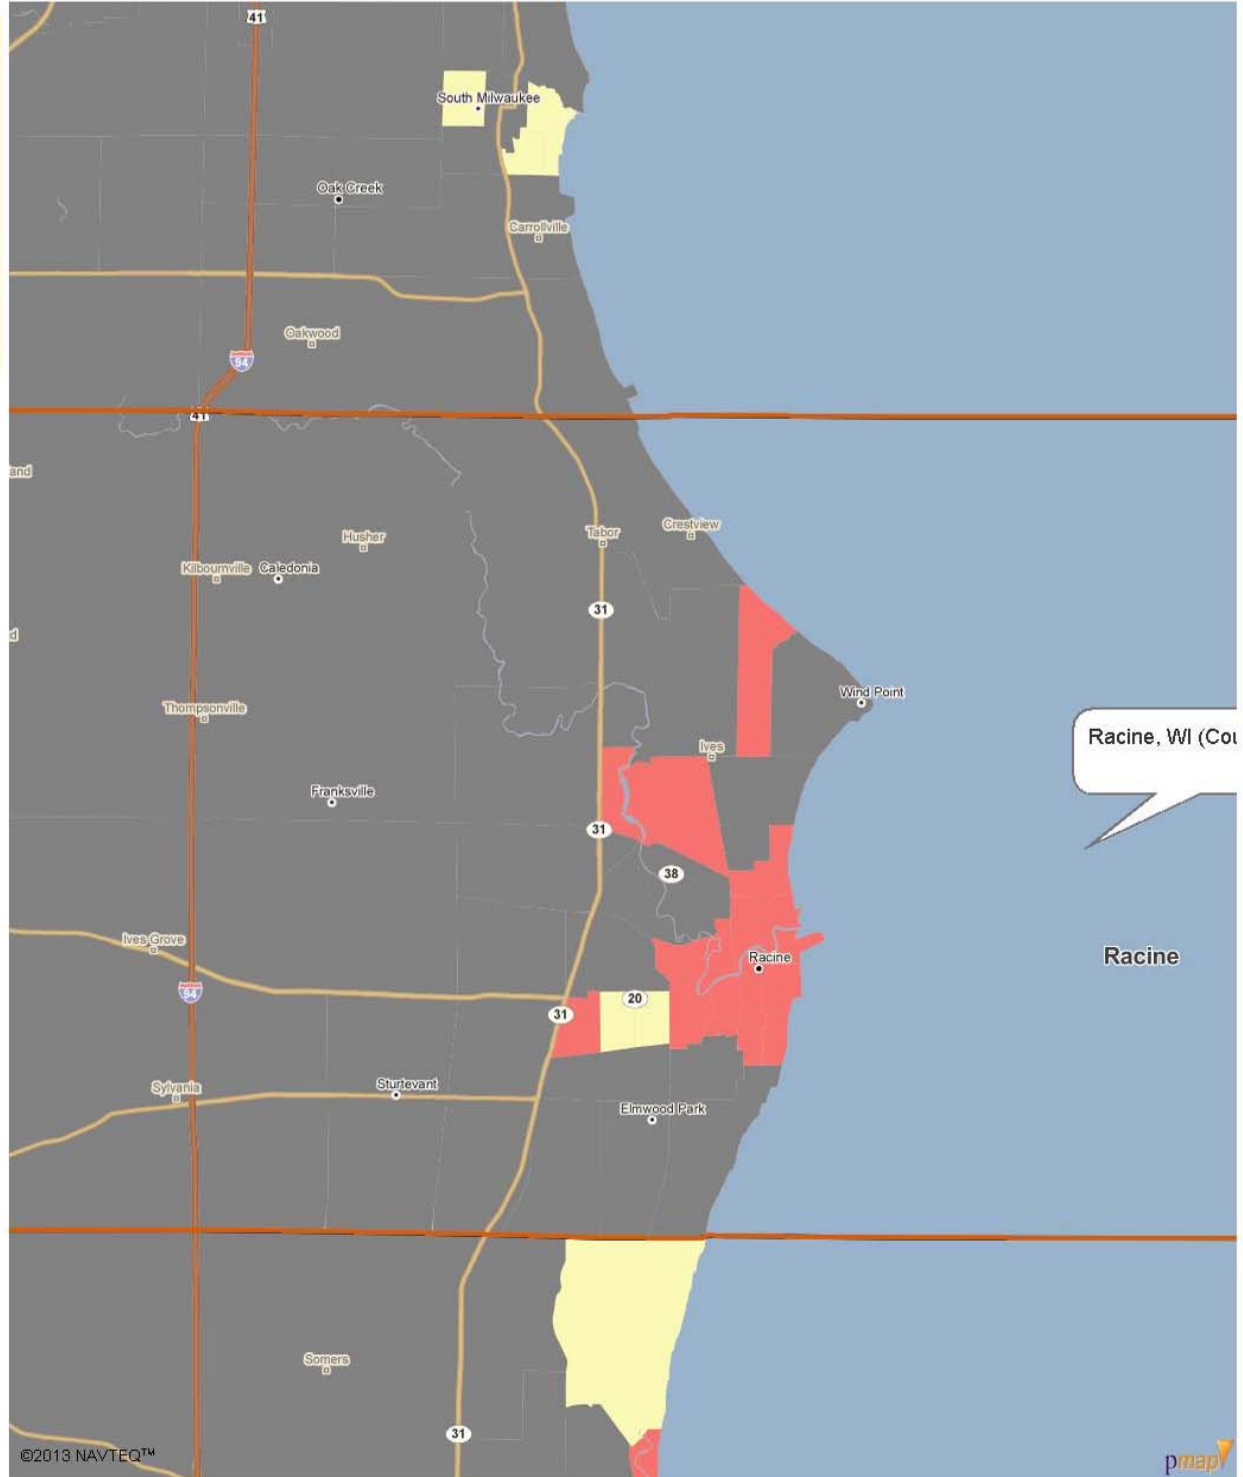 41
South Milwaukee
Oak Creek
Carrollville
Oakwood
94
41
and
Husher
Tabor
Crestview
Kilbournville
Caledonia
31
d
Wind Point
Thompsonville
Racine, WI (Cou
Ives
Franksville
31
38
Ives Grove
Racine
Racine
94
20
31
Sturtevant
Sylvania
Elmwood Park
Somers
31
©2013 NAVTEQ™
pmap